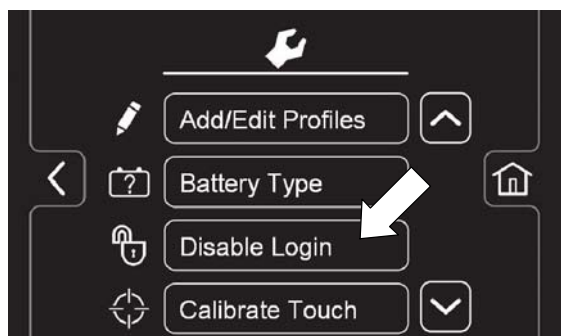 Add/Edit Profiles
?
Battery Type
Disable Login
Calibrate Touch